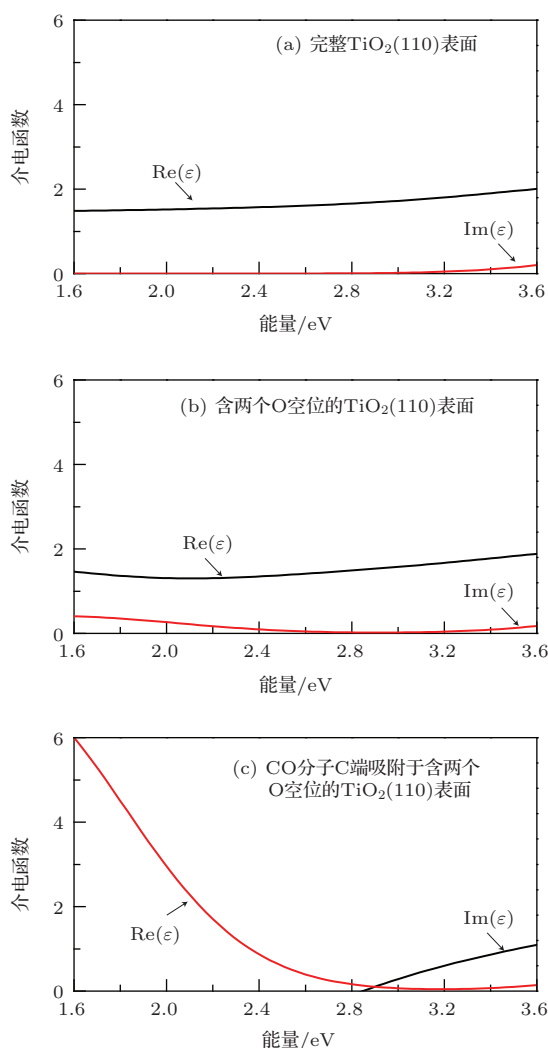 6
(a) 完整TiO₂(110)表面
4
介电函数
Re(ε)
2
Im(ε)
0
1.6 2.0 2.4 2.8 3.2 3.6
能量/eV
6
(b) 含两个O空位的TiO₂(110)表面
4
介电函数
Re(ε)
2
Im(ε)
0
1.6 2.0 2.4 2.8 3.2 3.6
能量/eV
6
(c) CO分子C端吸附于含两个
O空位的TiO₂(110)表面
4
介电函数
2
Re(ε)
Im(ε)
0
1.6 2.0 2.4 2.8 3.2 3.6
能量/eV